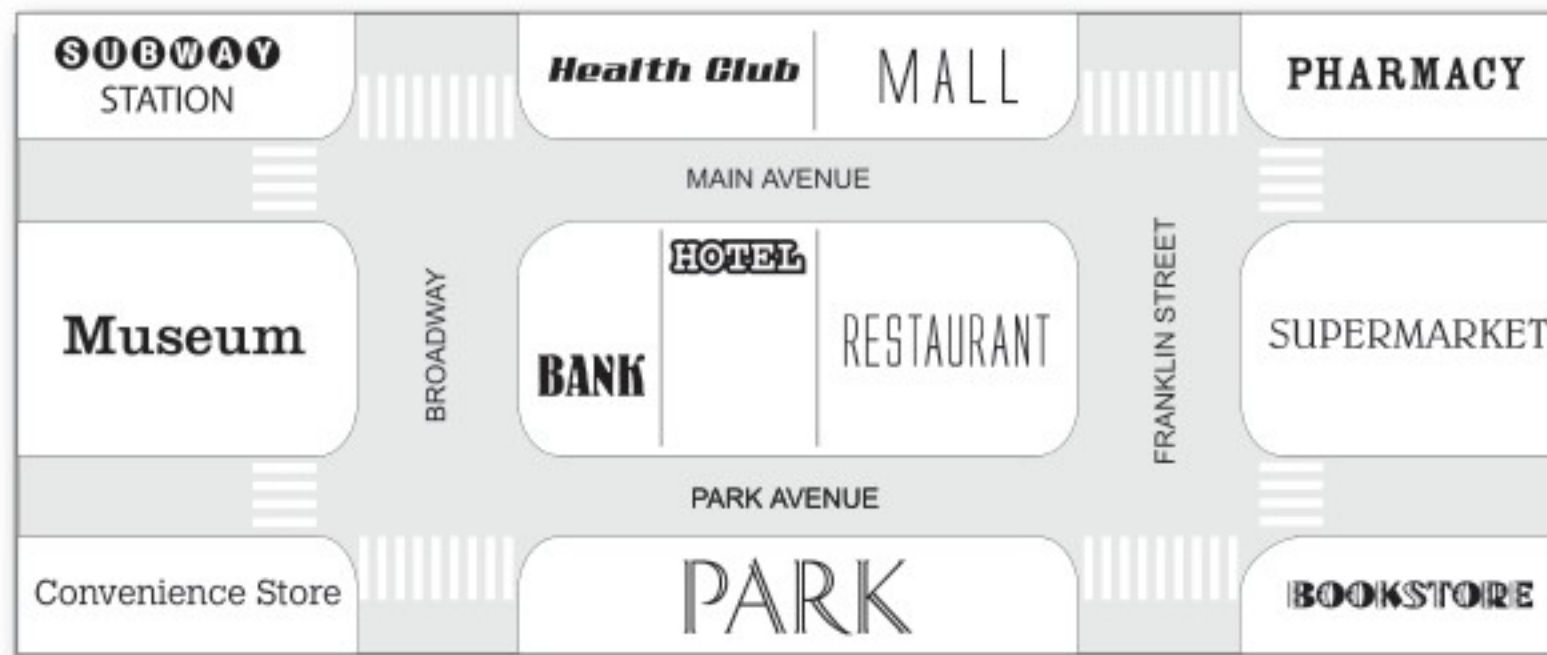 SUBWAY
STATION
Health Club
MALL
PHARMACY
MAIN AVENUE
Museum
BROADWAY
BANK
HOTEL
RESTAURANT
FRANKLIN STREET
SUPERMARKET
PARK AVENUE
Convenience Store
PARK
BOOKSTORE